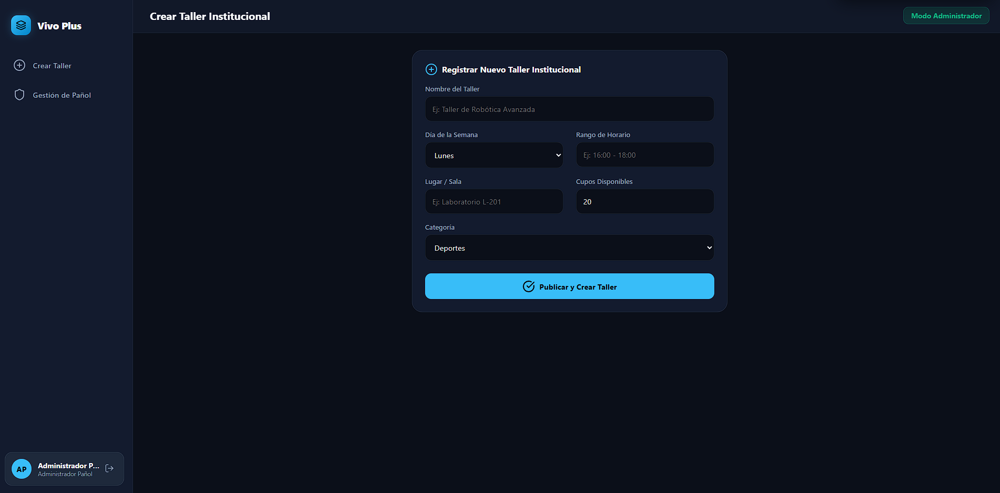 Vivo Plus
Crear Taller
Gestión de Pañol
Administrador P...
Administrador Pañol
AP
Crear Taller Institucional
Modo Administrador
Registrar Nuevo Taller Institucional
Nombre del Taller
Ej: Taller de Robótica Avanzada
Día de la Semana
Rango de Horario
Lunes
Ej: 16:00 - 18:00
Lugar / Sala
Cupos Disponibles
Ej: Laboratorio L-201
20
Categoría
Deportes
Publicar y Crear Taller